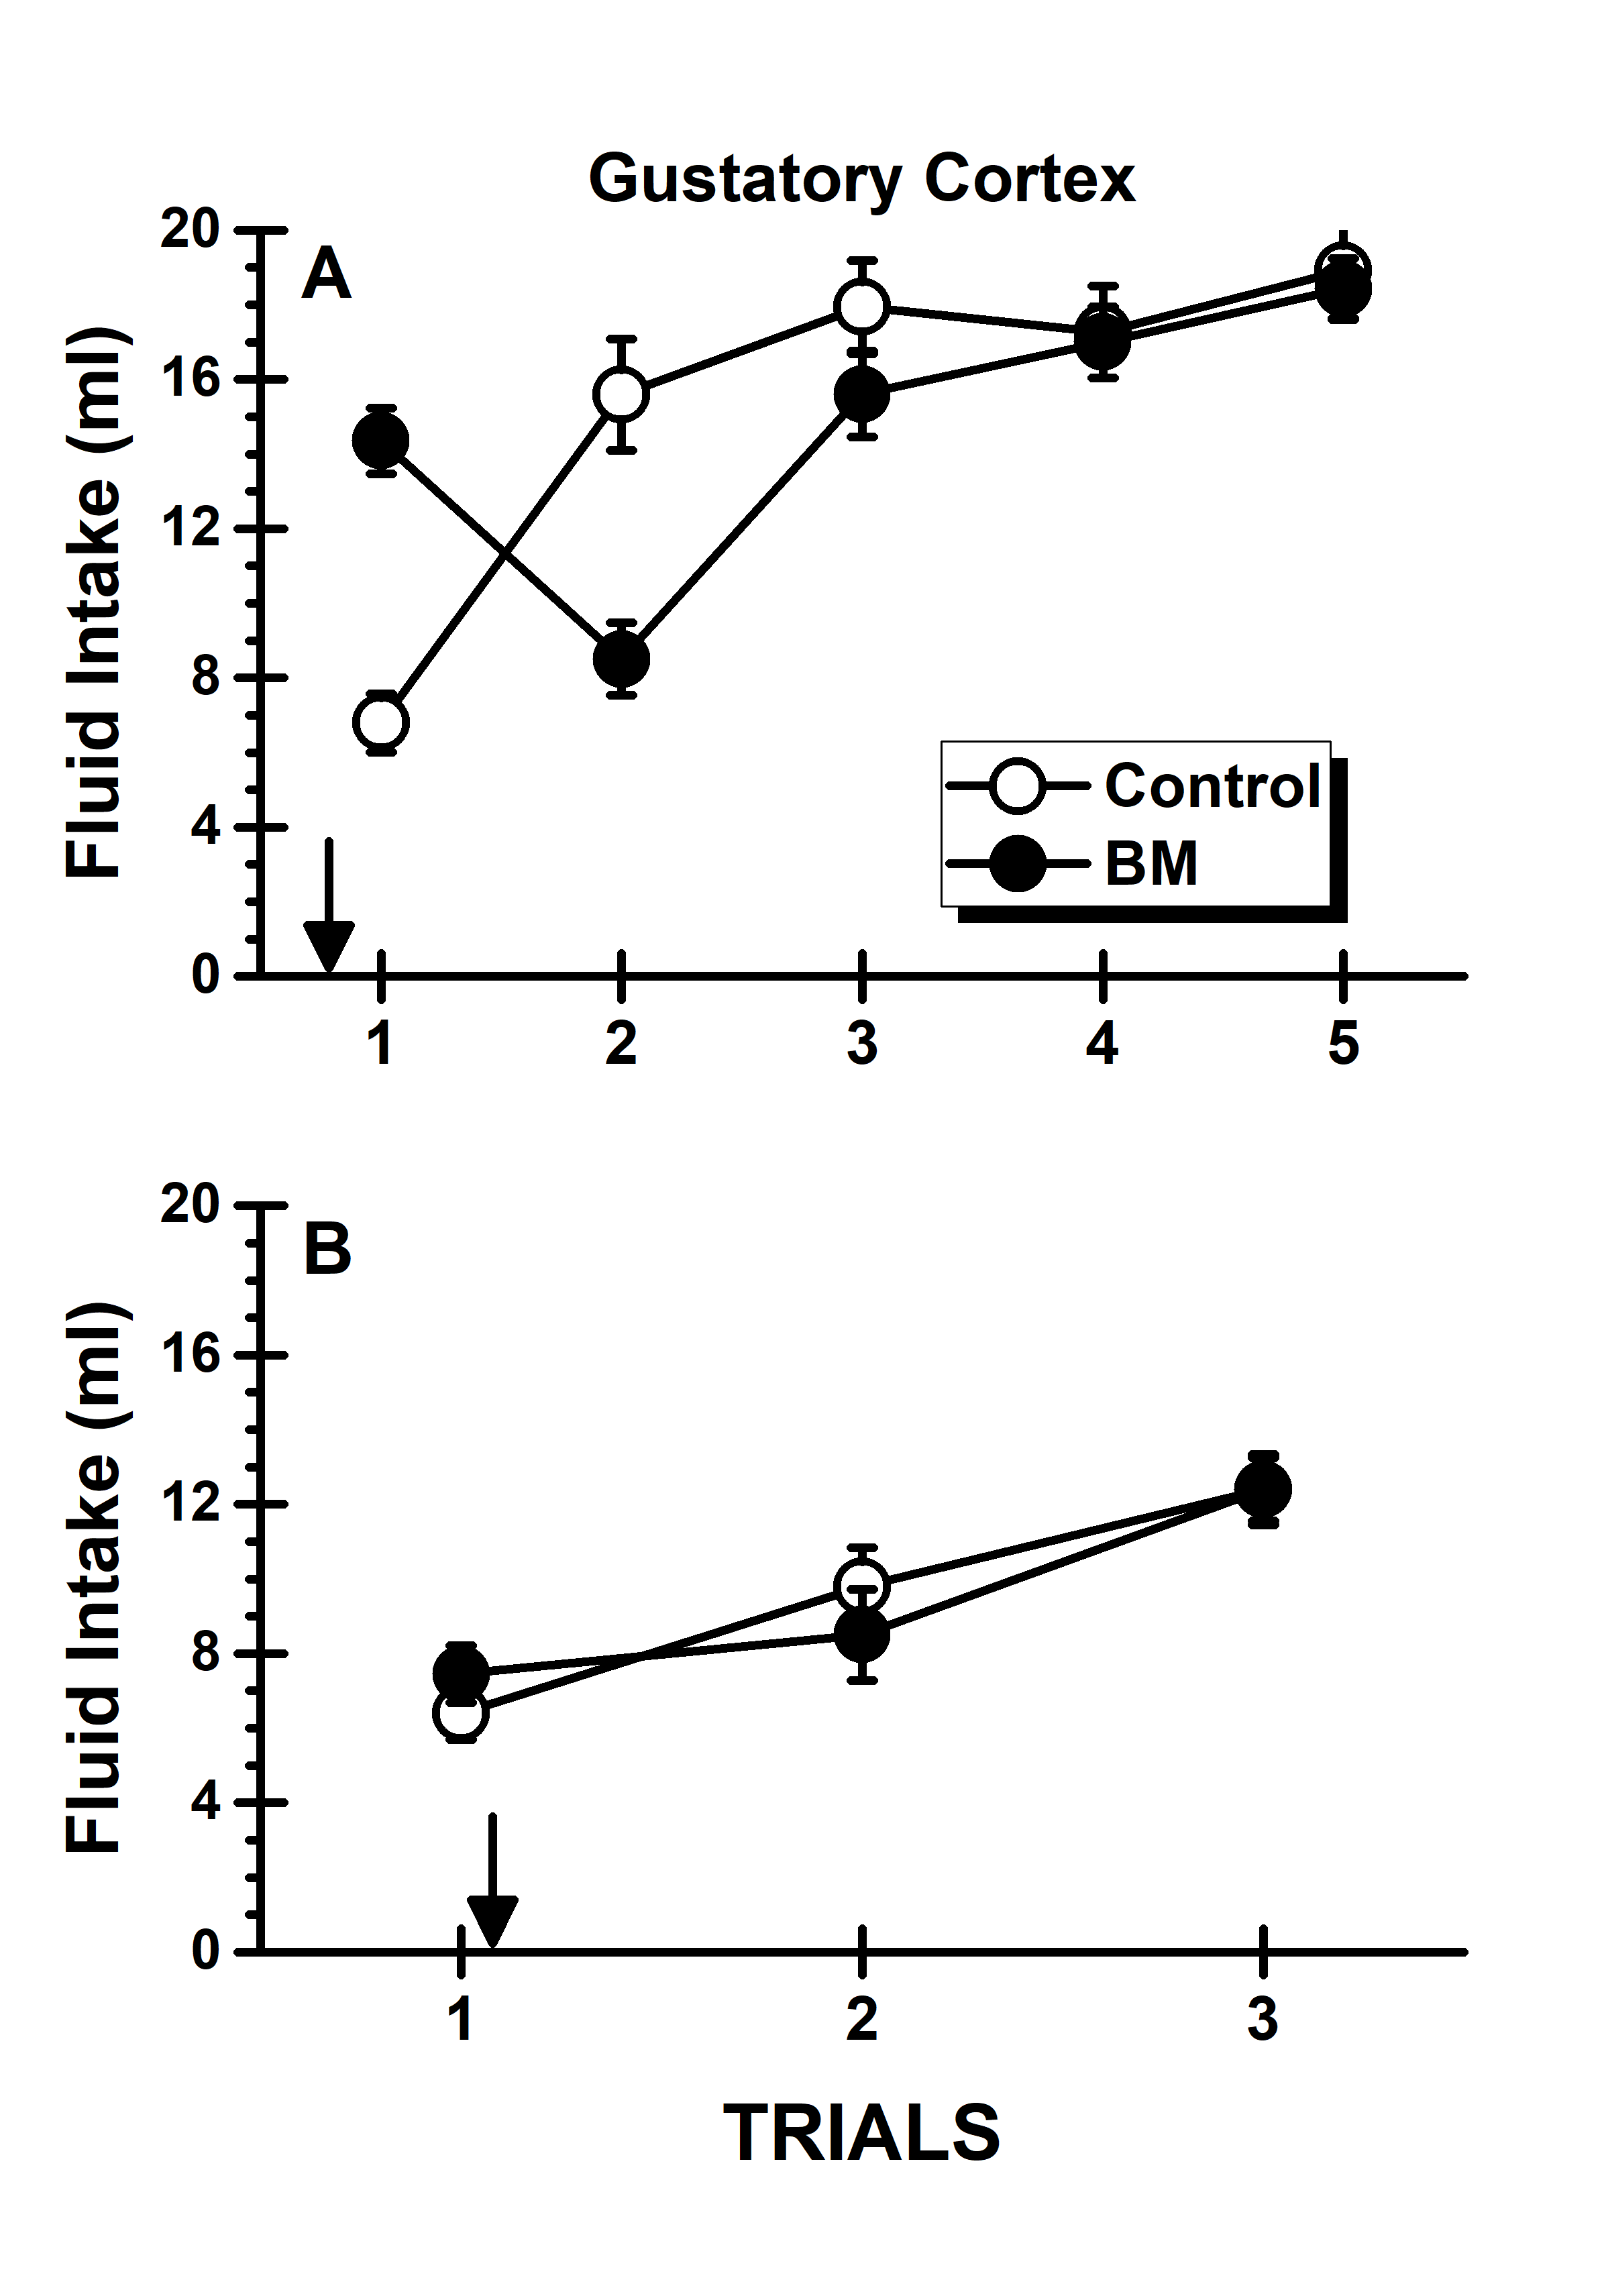 Gustatory Cortex
A
Fluid Intake (ml)
20
16
12
8
4
0
Control
BM
1 2 3 4 5
B
Fluid Intake (ml)
20
16
12
8
4
0
1 2 3
TRIALS